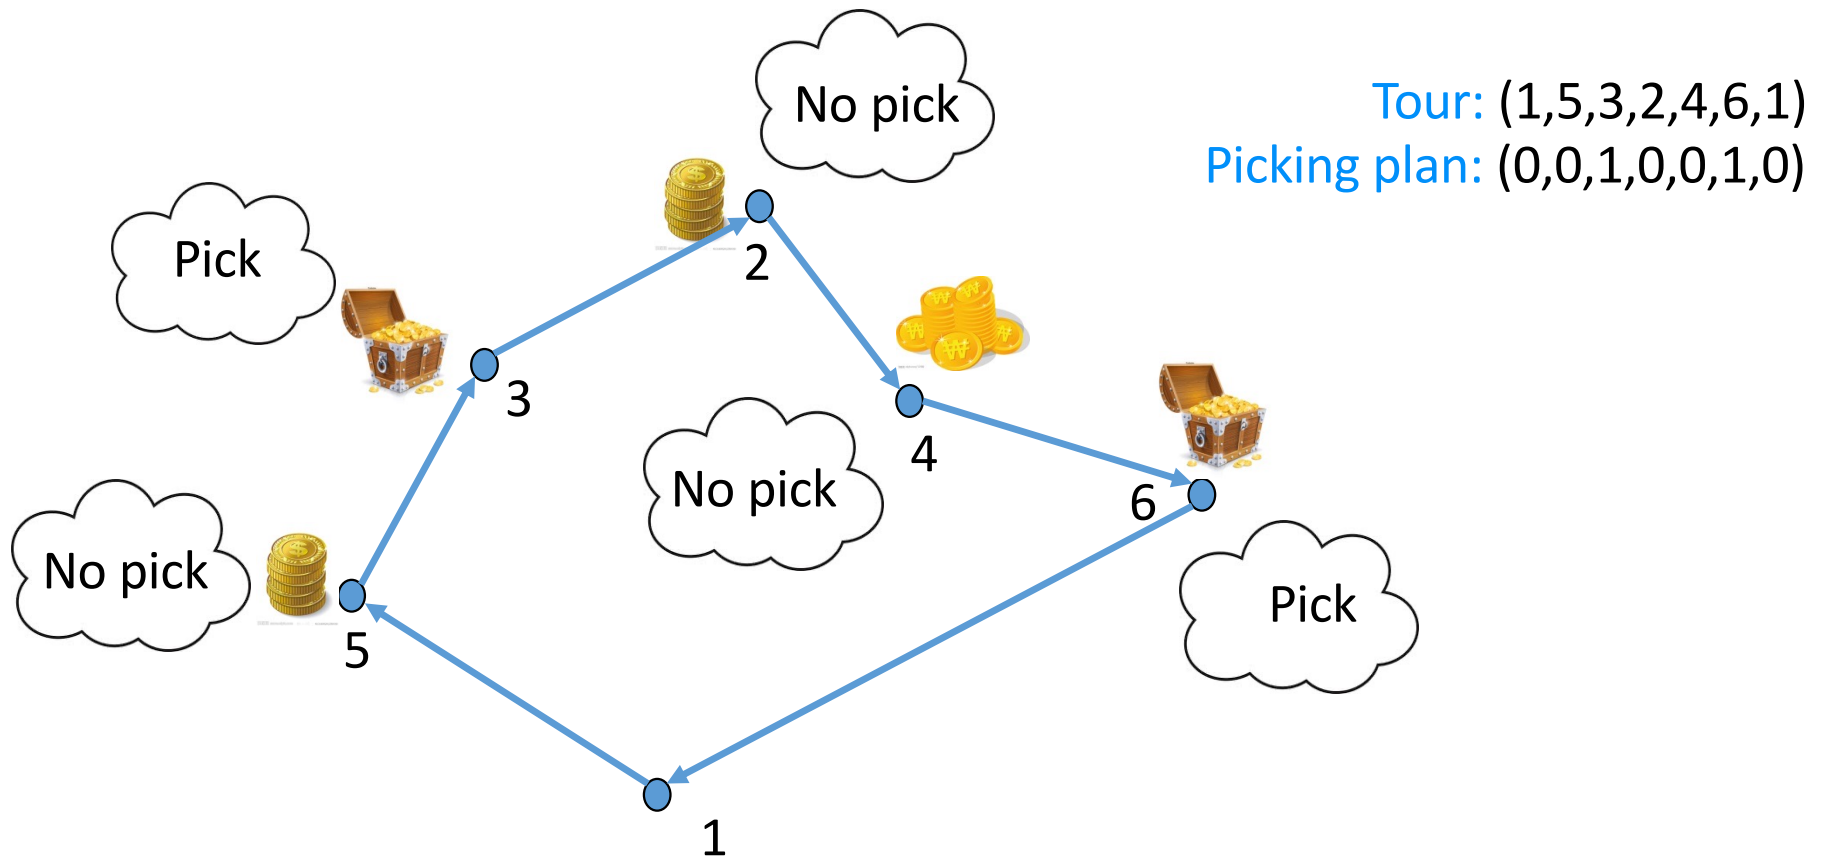 No pick
Tour: (1,5,3,2,4,6,1)
Picking plan: (0,0,1,0,0,1,0)
Pick
2
3
4
No pick
6
No pick
Pick
5
1